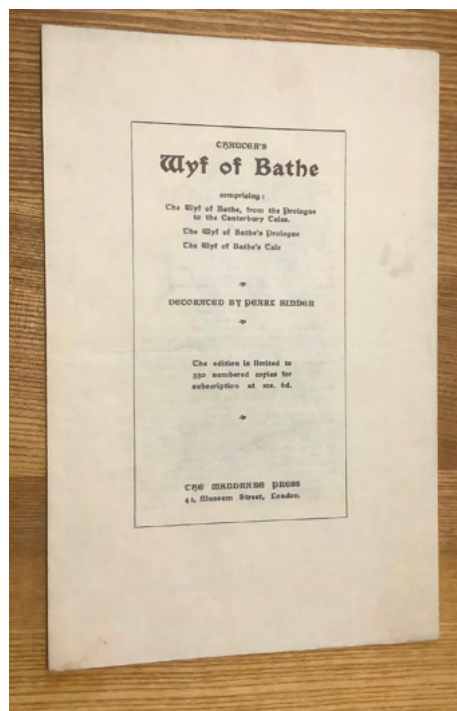 CHAUCER'S
Wyf of Bathe
comprising:
The Wyf of Bathe, from the Prologue
to the Canterbury Tales.
The Wyf of Bathe's Prologue
The Wyf of Bathe's Tale
DECORATED BY PEARL BINDER
The edition is limited to
550 numbered copies for
subscription at 6d.
THE MANDRAKE PRESS
41, Museum Street, London.